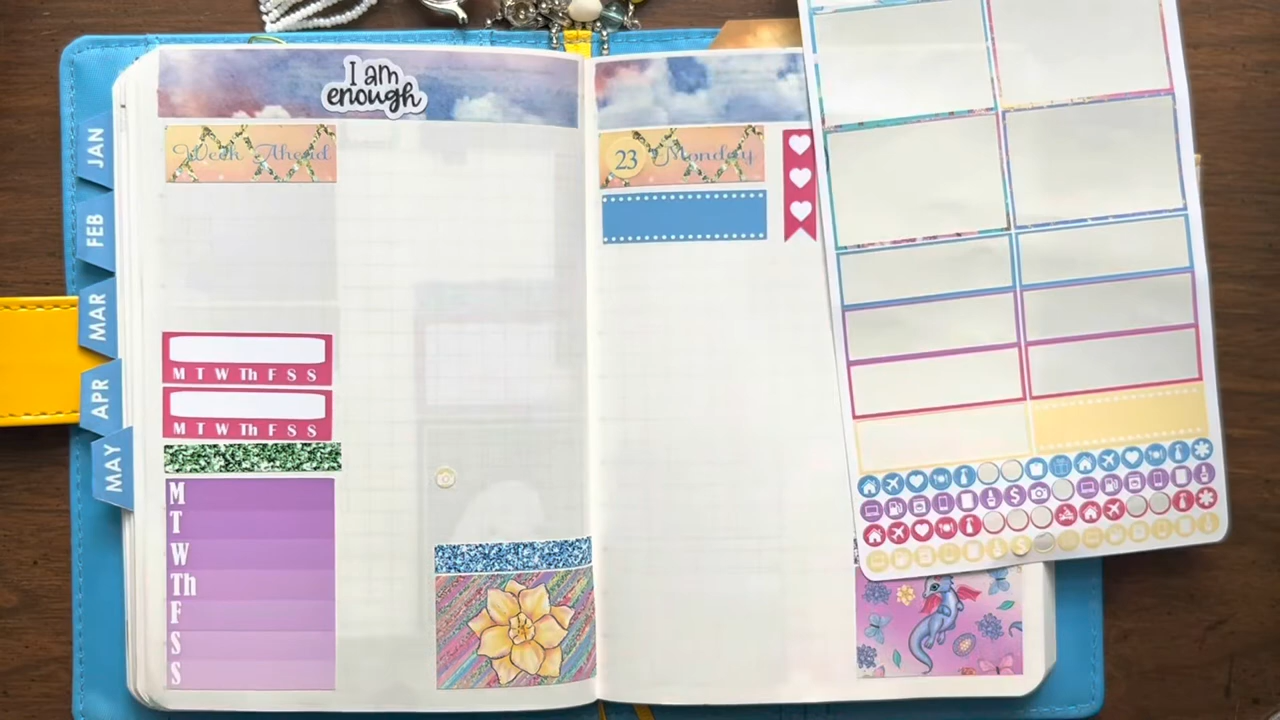 I am
enough
Week Ahead
23 Monday
JAN
FEB
MAR
APR
MAY
M T W Th F S S
M T W Th F S S
M
T
W
Th
F
S
S
$